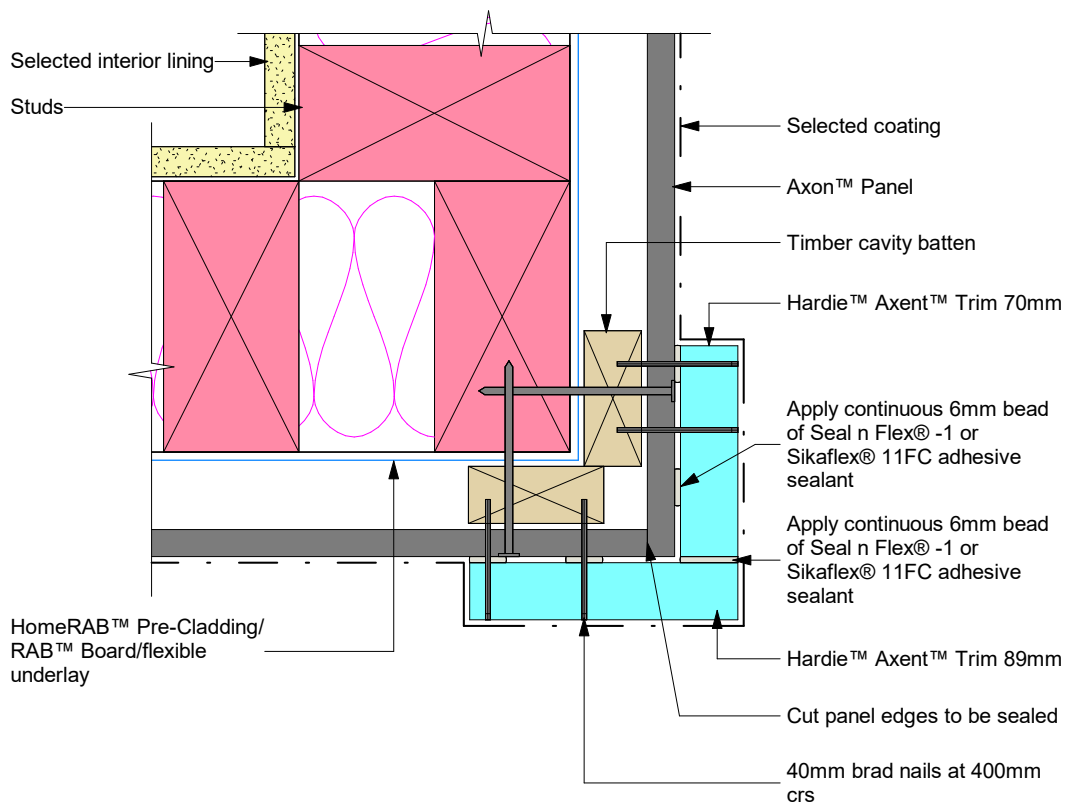 Selected interior lining
Studs
HomeRAB™ Pre-Cladding/
RAB™ Board/flexible
underlay
Selected coating
Axon™ Panel
Timber cavity batten
Hardie™ Axent™ Trim 70mm
Apply continuous 6mm bead
of Seal n Flex® -1 or
Sikaflex® 11FC adhesive
sealant
Apply continuous 6mm bead
of Seal n Flex® -1 or
Sikaflex® 11FC adhesive
sealant
Hardie™ Axent™ Trim 89mm
Cut panel edges to be sealed
40mm brad nails at 400mm
crs